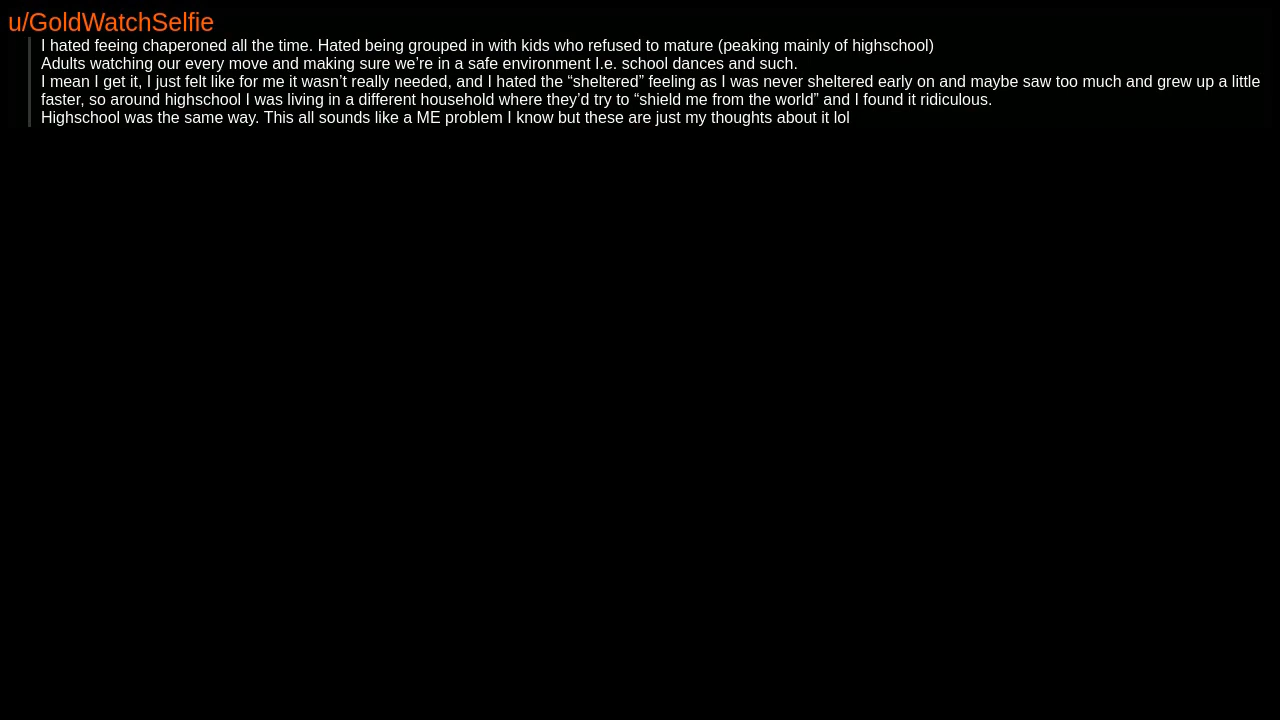 u/GoldWatchSelfie
I hated feeing chaperoned all the time. Hated being grouped in with kids who refused to mature (peaking mainly of highschool)
Adults watching our every move and making sure we’re in a safe environment I.e. school dances and such.
I mean I get it, I just felt like for me it wasn’t really needed, and I hated the “sheltered” feeling as I was never sheltered early on and maybe saw too much and grew up a little
faster, so around highschool I was living in a different household where they’d try to “shield me from the world” and I found it ridiculous.
Highschool was the same way. This all sounds like a ME problem I know but these are just my thoughts about it lol